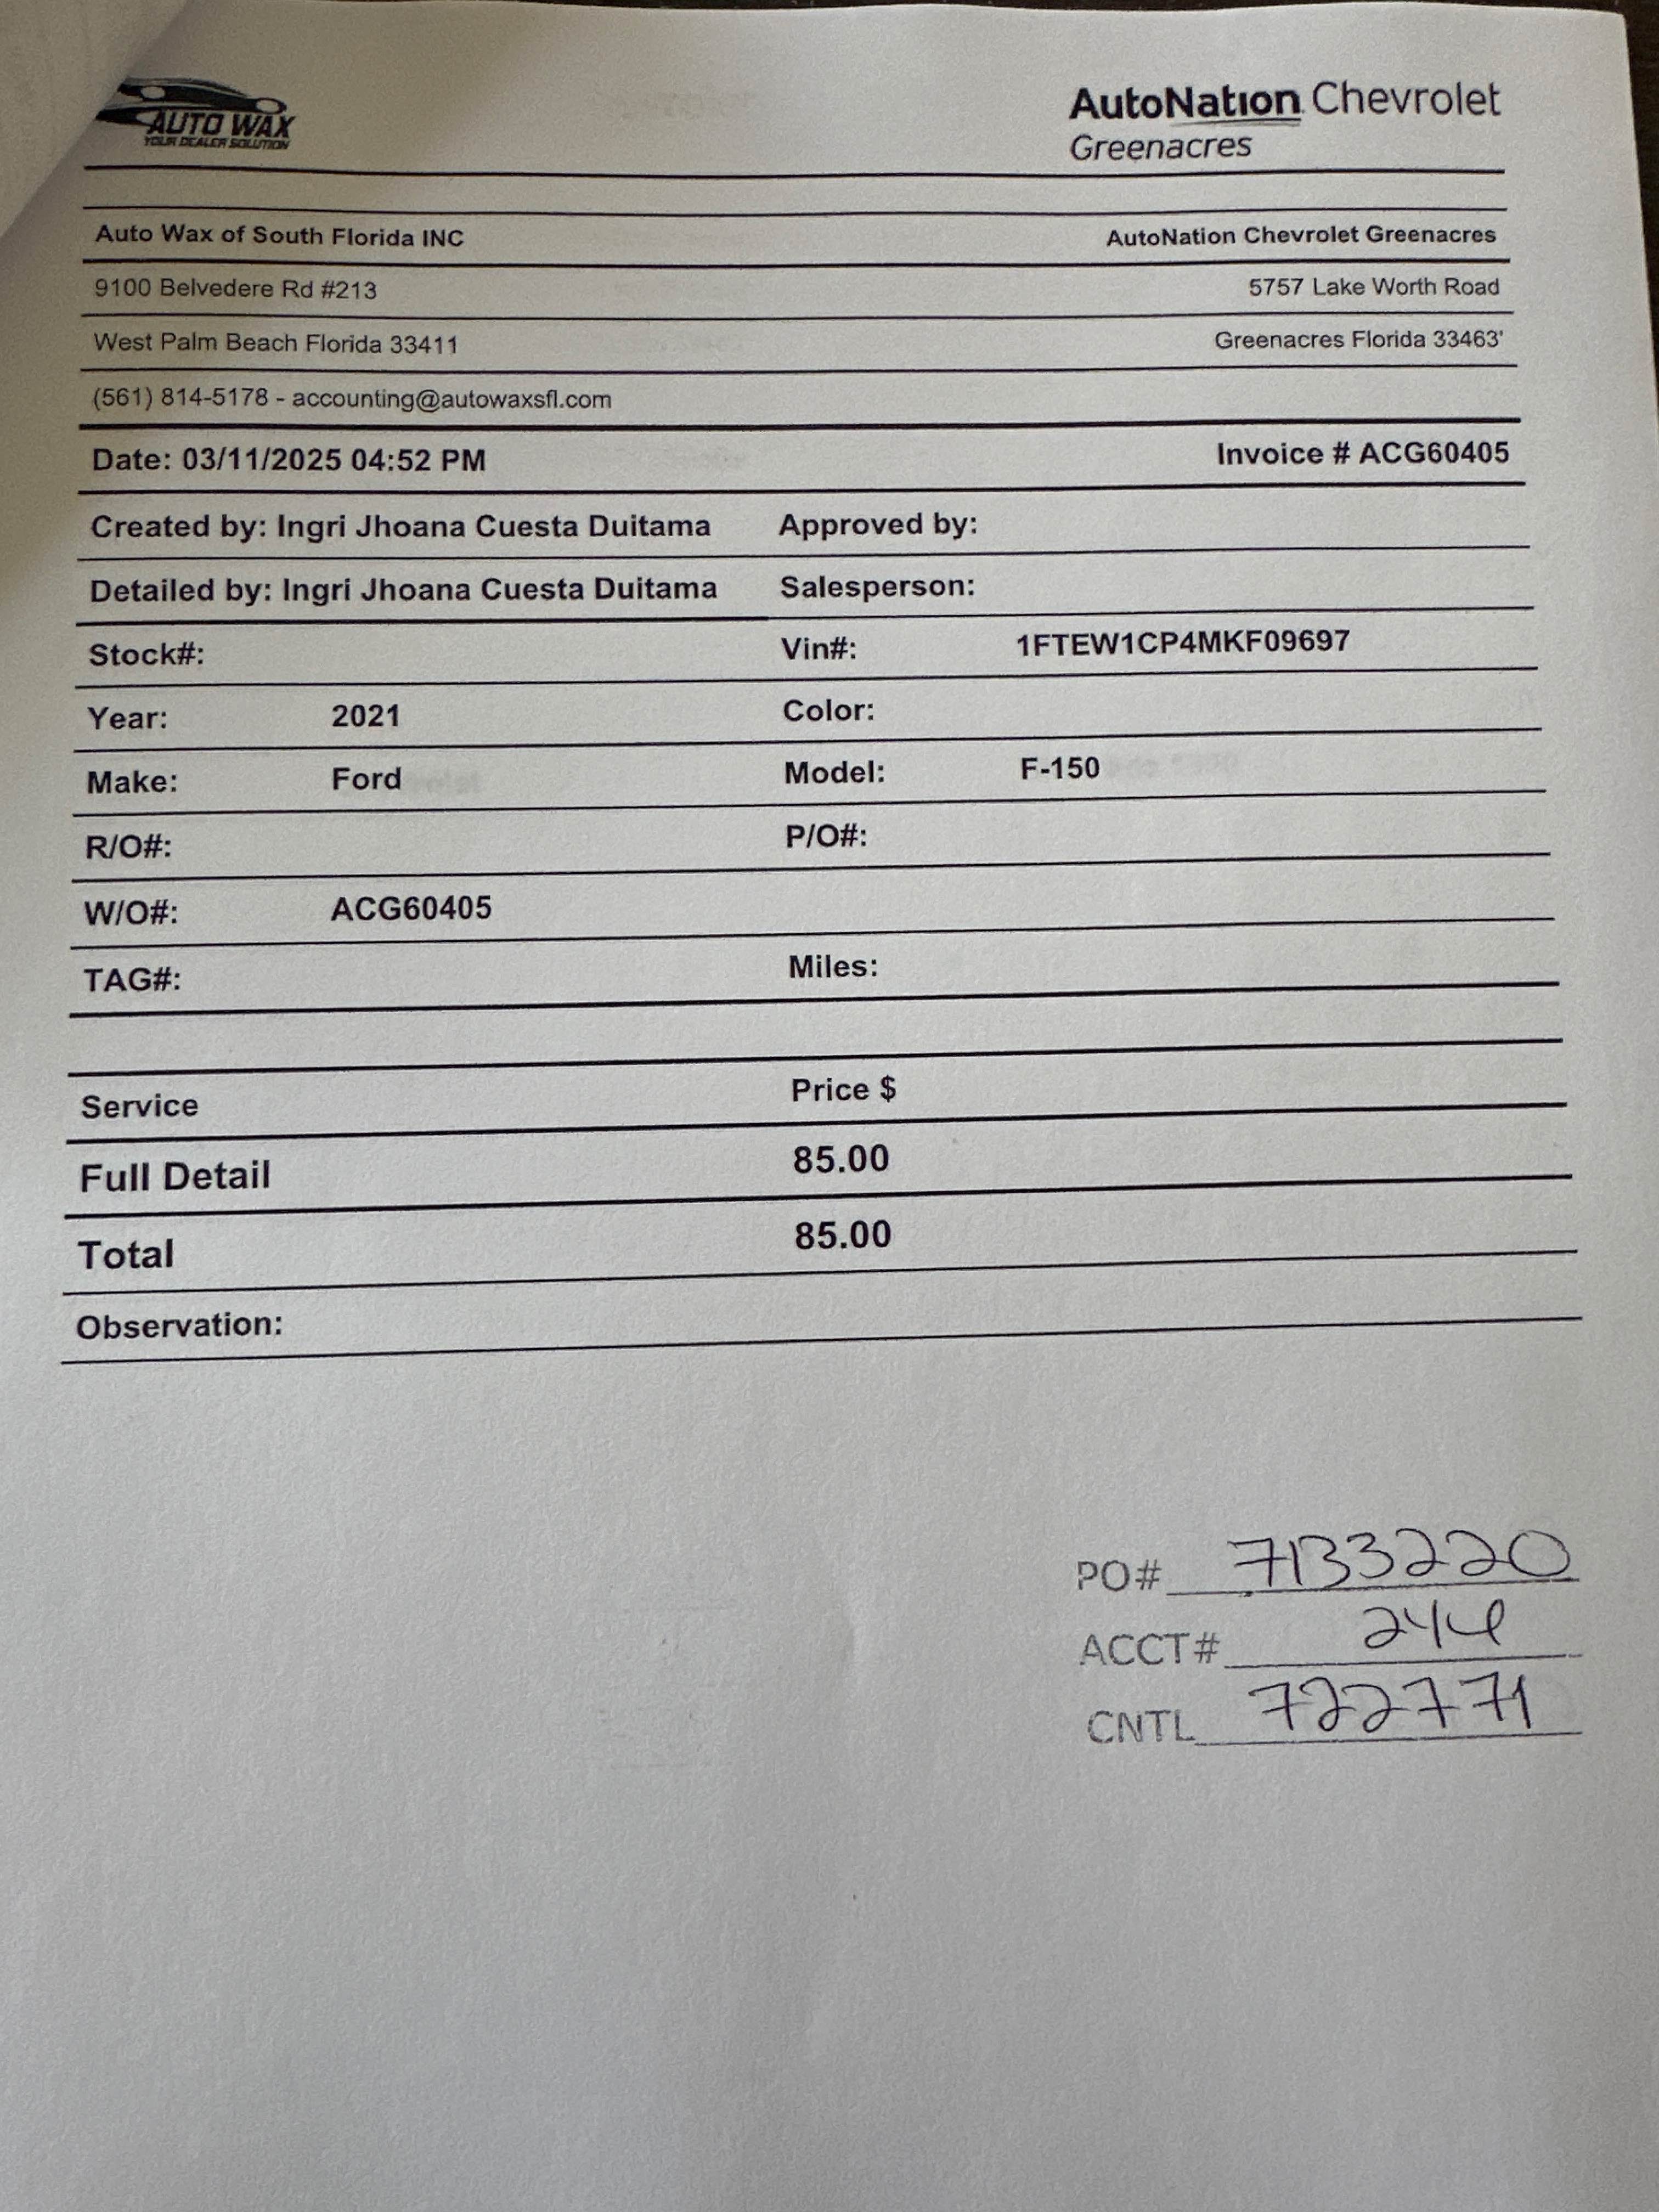 AUTO WAX
YOUR DEALER SOLUTION
AutoNation Chevrolet
Greenacres
Auto Wax of South Florida INC AutoNation Chevrolet Greenacres
9100 Belvedere Rd #213 5757 Lake Worth Road
West Palm Beach Florida 33411 Greenacres Florida 33463'
(561) 814-5178 - accounting@autowaxsfl.com
Date: 03/11/2025 04:52 PM Invoice # ACG60405
Created by: Ingri Jhoana Cuesta Duitama Approved by:
Detailed by: Ingri Jhoana Cuesta Duitama Salesperson:
Stock#: Vin#: 1FTEW1CP4MKF09697
Year: 2021 Color:
Make: Ford Model: F-150
R/O#: P/O#:
W/O#: ACG60405
TAG#: Miles:
Service Price $
Full Detail 85.00
Total 85.00
Observation:
PO# 7133220
ACCT# 244
CNTL 722771